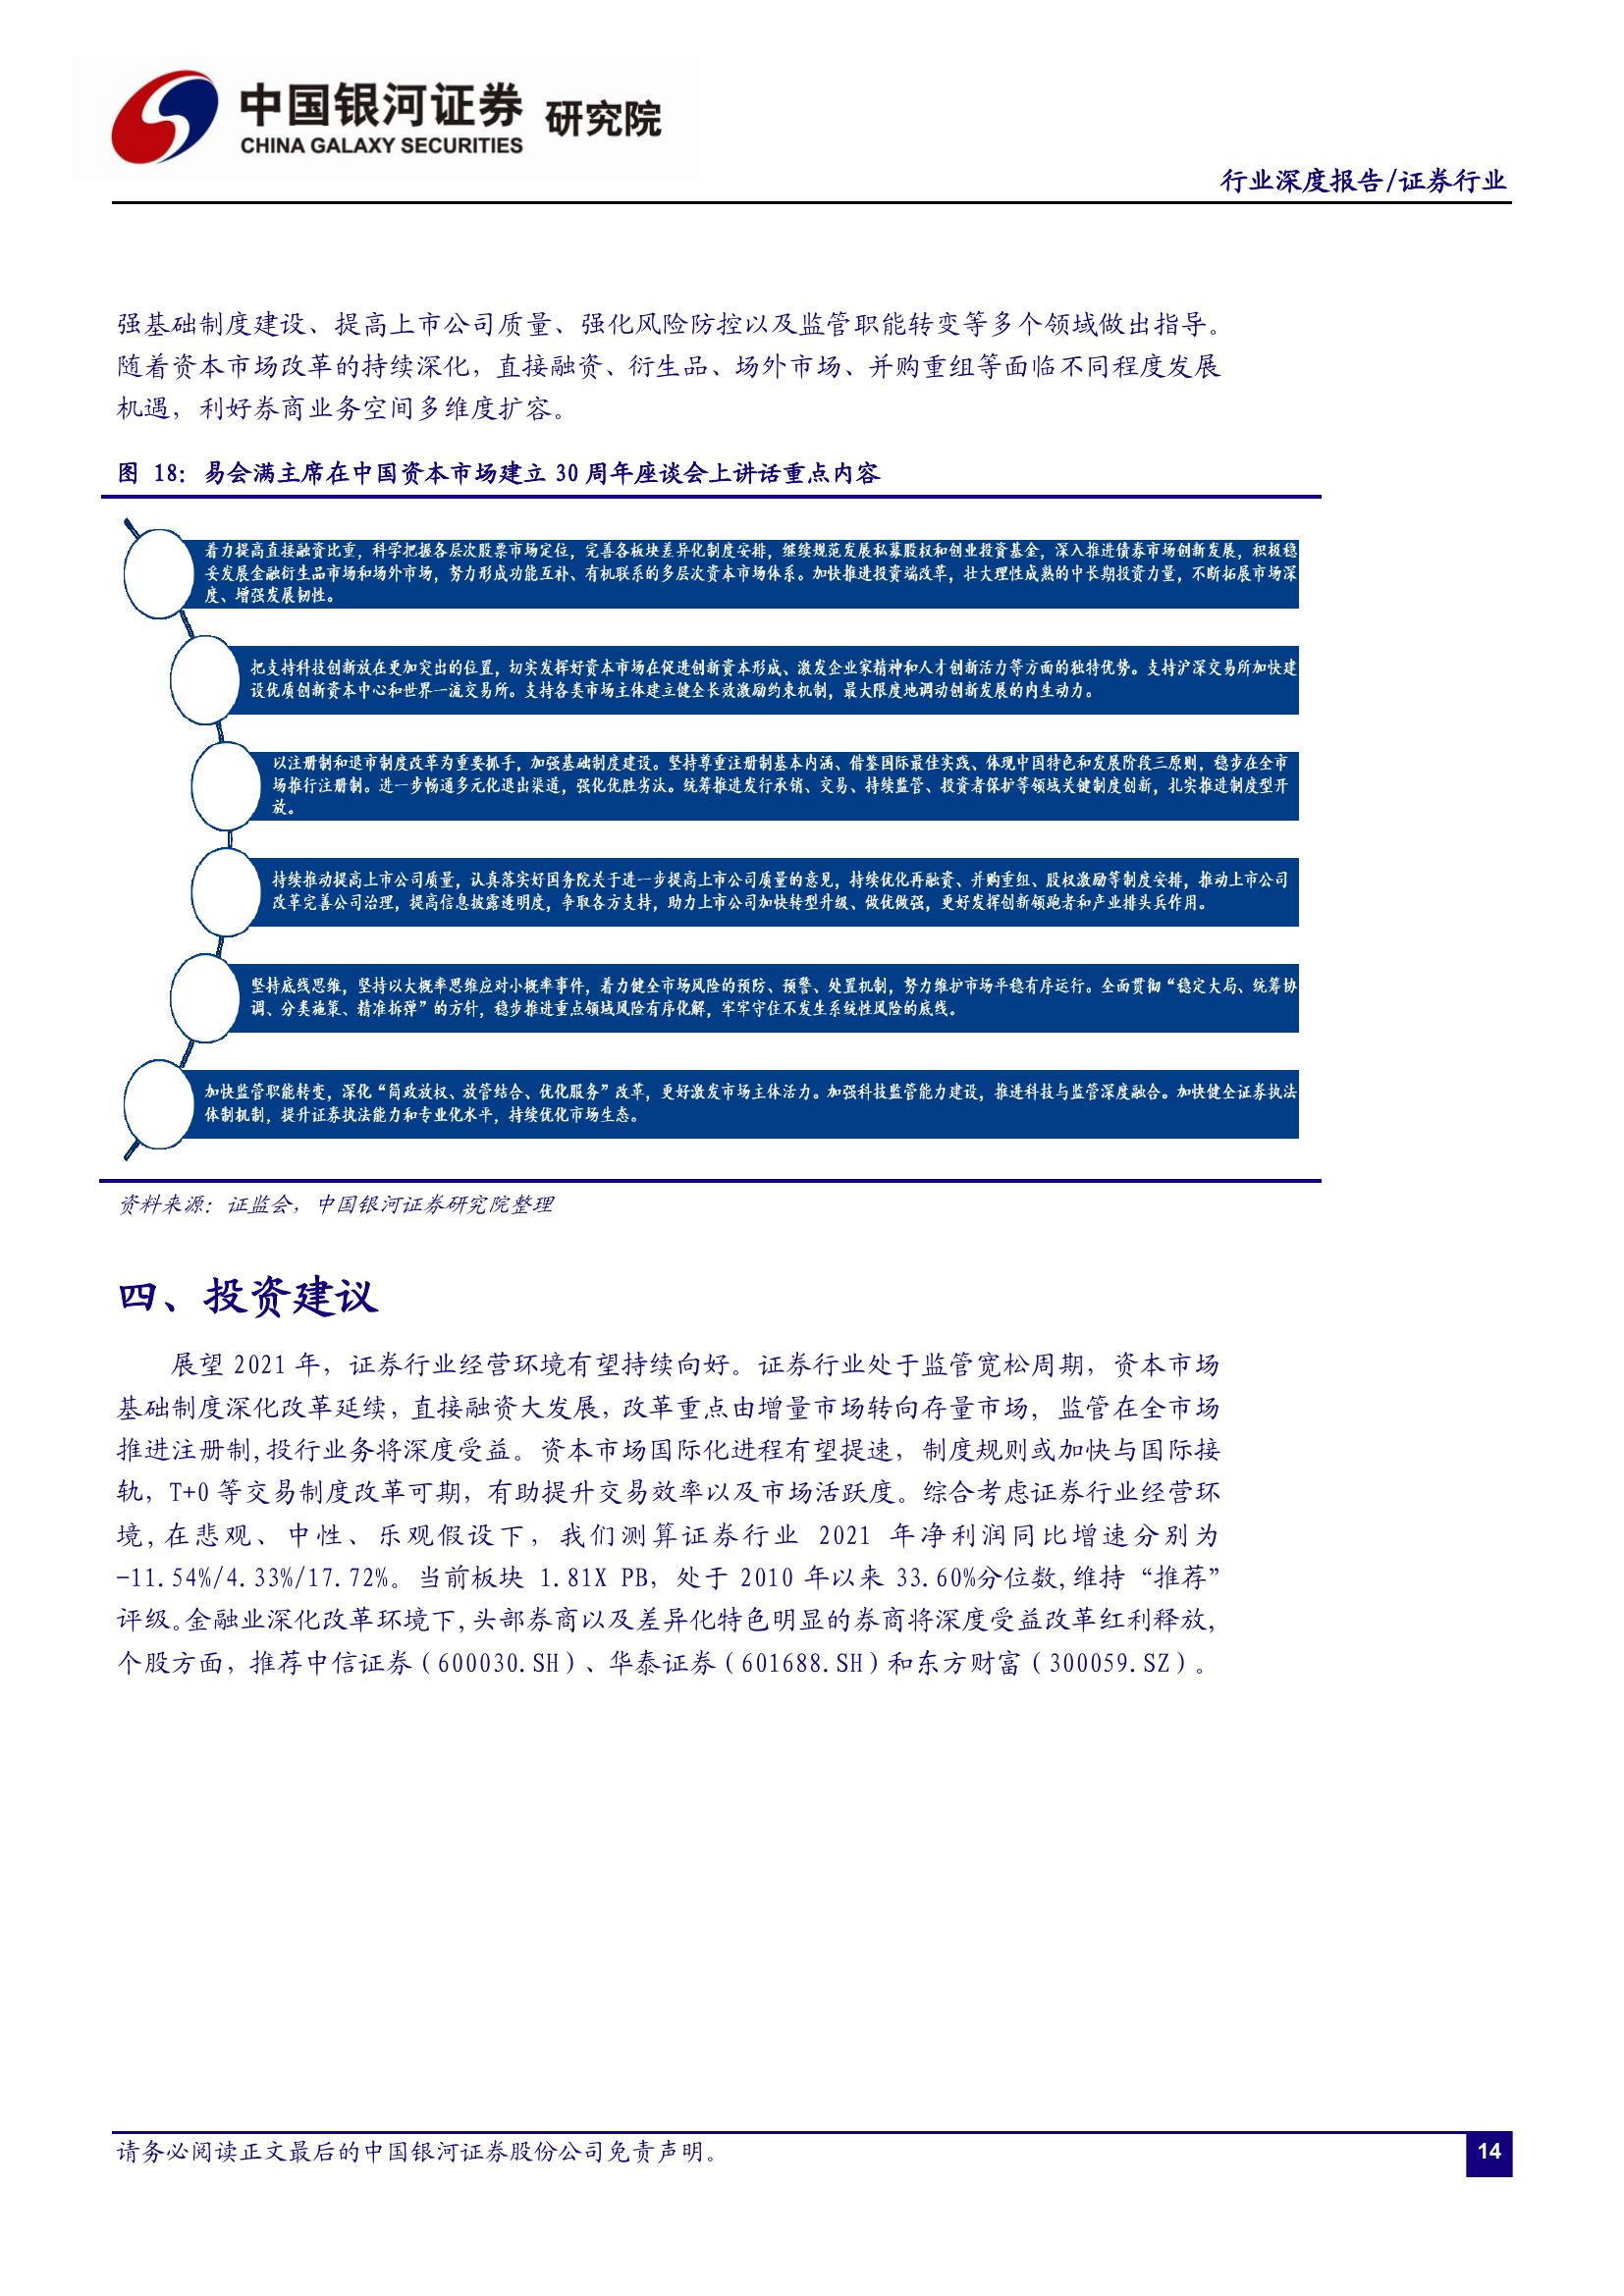 中国银河证券 研究院
CHINA GALAXY SECURITIES
行业深度报告/证券行业
强基础制度建设、提高上市公司质量、强化风险防控以及监管职能转变等多个领域做出指导。
随着资本市场改革的持续深化，直接融资、衍生品、场外市场、并购重组等面临不同程度发展
机遇，利好券商业务空间多维度扩容。
图 18：易会满主席在中国资本市场建立 30 周年座谈会上讲话重点内容
着力提高直接融资比重，科学把握各层次股票市场定位，完善各板块差异化制度安排，继续规范发展私募股权和创业投资基金，深入推进债券市场创新发展，积极稳
妥发展金融衍生品市场和场外市场，努力形成功能互补、有机联系的多层次资本市场体系。加快推进投资端改革，壮大理性成熟的中长期投资力量，不断拓展市场深
度、增强发展韧性。
把支持科技创新放在更加突出的位置，切实发挥好资本市场在促进创新资本形成、激发企业家精神和人才创新活力等方面的独特优势。支持沪深交易所加快建
设优质创新资本中心和世界一流交易所。支持各类市场主体建立健全长效激励约束机制，最大限度地调动创新发展的内生动力。
以注册制和退市制度改革为重要抓手，加强基础制度建设。坚持尊重注册制基本内涵、借鉴国际最佳实践、体现中国特色和发展阶段三原则，稳步在全市
场推行注册制。进一步畅通多元化退出渠道，强化优胜劣汰。统筹推进发行承销、交易、持续监管、投资者保护等领域关键制度创新，扎实推进制度型开
放。
持续推动提高上市公司质量，认真落实好国务院关于进一步提高上市公司质量的意见，持续优化再融资、并购重组、股权激励等制度安排，推动上市公司
改革完善公司治理，提高信息披露透明度，争取各方支持，助力上市公司加快转型升级、做优做强，更好发挥创新领跑者和产业排头兵作用。
坚持底线思维，坚持以大概率思维应对小概率事件，着力健全市场风险的预防、预警、处置机制，努力维护市场平稳有序运行。全面贯彻“稳定大局、统筹协
调、分类施策、精准拆弹”的方针，稳步推进重点领域风险有序化解，牢牢守住不发生系统性风险的底线。
加快监管职能转变，深化“简政放权、放管结合、优化服务”改革，更好激发市场主体活力。加强科技监管能力建设，推进科技与监管深度融合。加快健全证券执法
体制机制，提升证券执法能力和专业化水平，持续优化市场生态。
资料来源：证监会，中国银河证券研究院整理
四、投资建议
展望 2021 年，证券行业经营环境有望持续向好。证券行业处于监管宽松周期，资本市场
基础制度深化改革延续，直接融资大发展，改革重点由增量市场转向存量市场，监管在全市场
推进注册制，投行业务将深度受益。资本市场国际化进程有望提速，制度规则或加快与国际接
轨，T+0 等交易制度改革可期，有助提升交易效率以及市场活跃度。综合考虑证券行业经营环
境，在悲观、中性、乐观假设下，我们测算证券行业 2021 年净利润同比增速分别为
-11.54%/4.33%/17.72%。当前板块 1.81X PB，处于 2010 年以来 33.60%分位数，维持“推荐”
评级。金融业深化改革环境下，头部券商以及差异化特色明显的券商将深度受益改革红利释放，
个股方面，推荐中信证券（600030.SH）、华泰证券（601688.SH）和东方财富（300059.SZ）。
请务必阅读正文最后的中国银河证券股份公司免责声明。
14